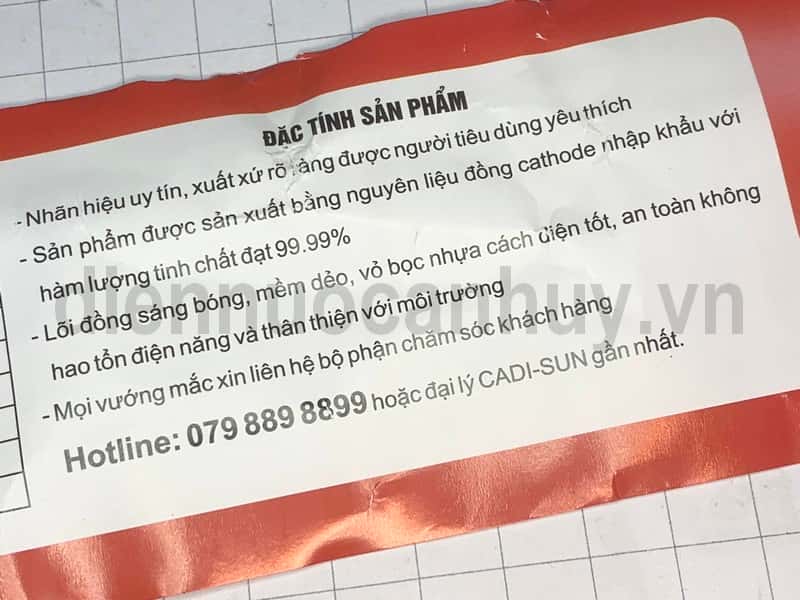 ĐẶC TÍNH SẢN PHẨM
- Nhãn hiệu uy tín, xuất xứ rõ ràng được người tiêu dùng yêu thích
- Sản phẩm được sản xuất bằng nguyên liệu đồng cathode nhập khẩu với
hàm lượng tinh chất đạt 99.99%
- Lõi đồng sáng bóng, mềm dẻo, vỏ bọc nhựa cách điện tốt, an toàn không
hao tổn điện năng và thân thiện với môi trường
- Mọi vướng mắc xin liên hệ bộ phận chăm sóc khách hàng
Hotline: 079 889 8899 hoặc đại lý CADI-SUN gần nhất.
diennuocanhuy.vn